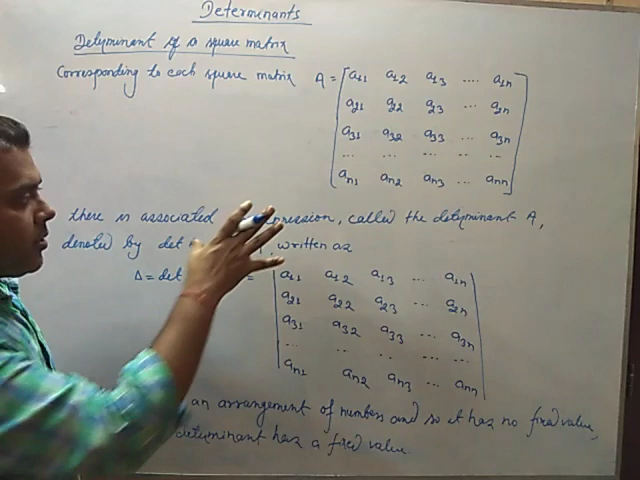 Determinants
Determinant of a square matrix
Corresponding to each square matrix A = a11 a12 a13 .... a1n
a21 a22 a23 ... a2n
a31 a32 a33 ... a3n
... ... ... ... ...
an1 an2 an3 ... ann
there is associated expression, called the determinant A,
denoted by det written as
Δ = det = a11 a12 a13 ... a1n
a21 a22 a23 ... a2n
a31 a32 a33 ... a3n
... .. .. ... ...
an1 an2 an3 ... ann
an arrangement of numbers and so it has no fixed value,
determinant has a fixed value.